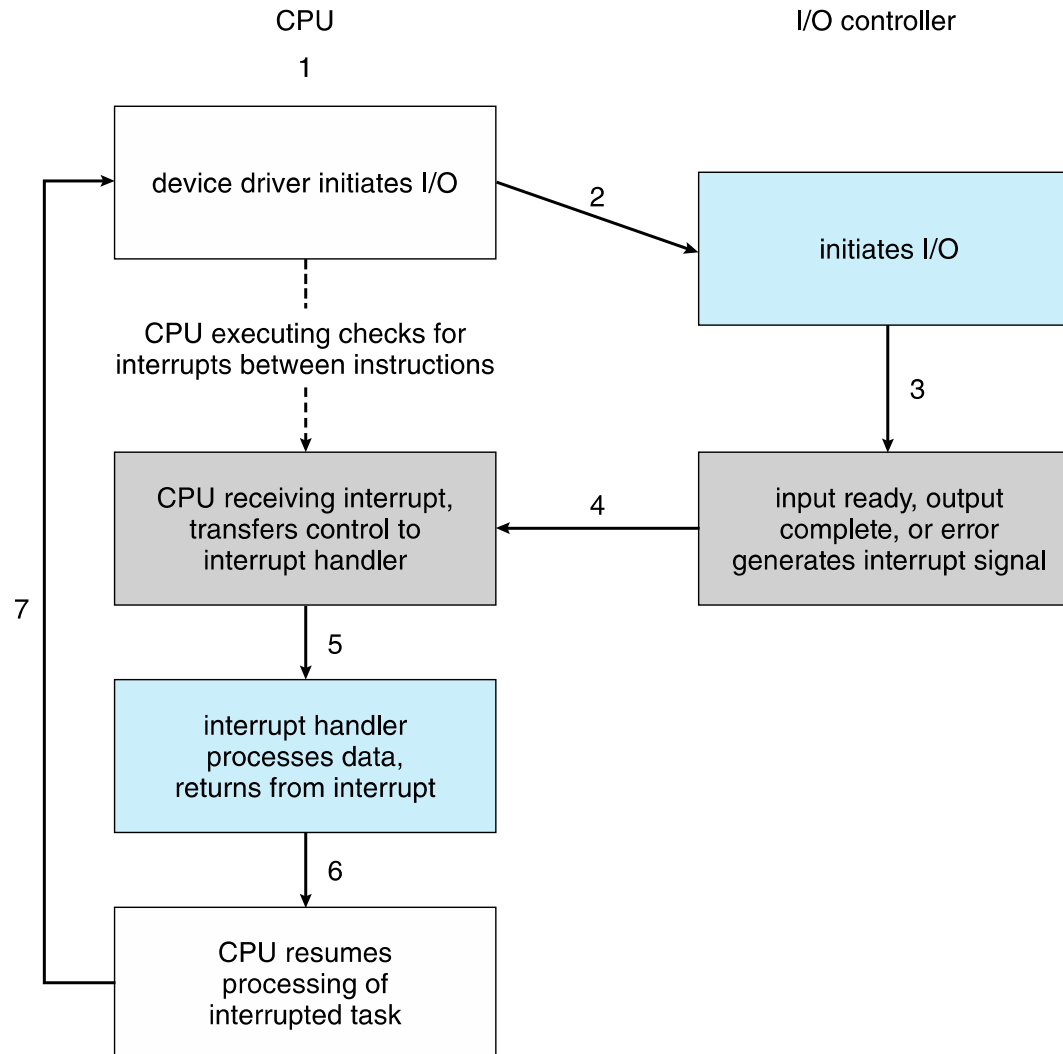 CPU
I/O controller
1
device driver initiates I/O
2
initiates I/O
CPU executing checks for
interrupts between instructions
3
CPU receiving interrupt,
transfers control to
interrupt handler
4
input ready, output
complete, or error
generates interrupt signal
7
5
interrupt handler
processes data,
returns from interrupt
6
CPU resumes
processing of
interrupted task